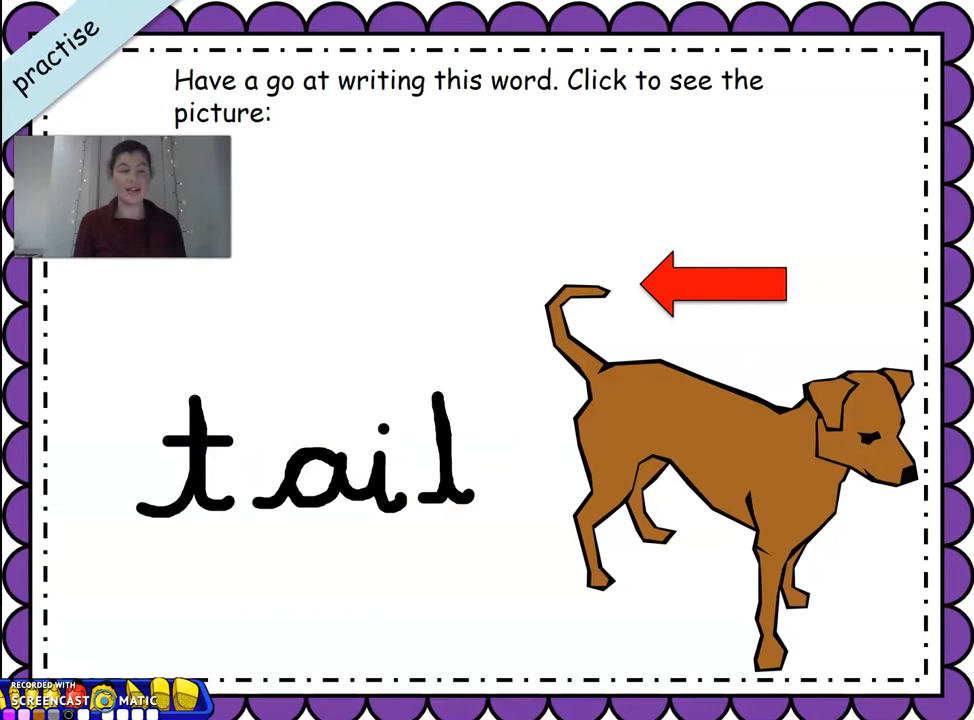 practise
Have a go at writing this word. Click to see the
picture:
tail
RECORDED WITH
SCREENCAST MATIC